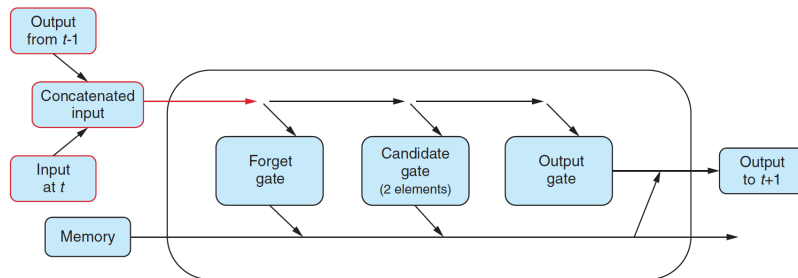 Output
from t-1
Concatenated
input
Input
at t
Memory
Forget
gate
Candidate
gate
(2 elements)
Output
gate
Output
to t+1